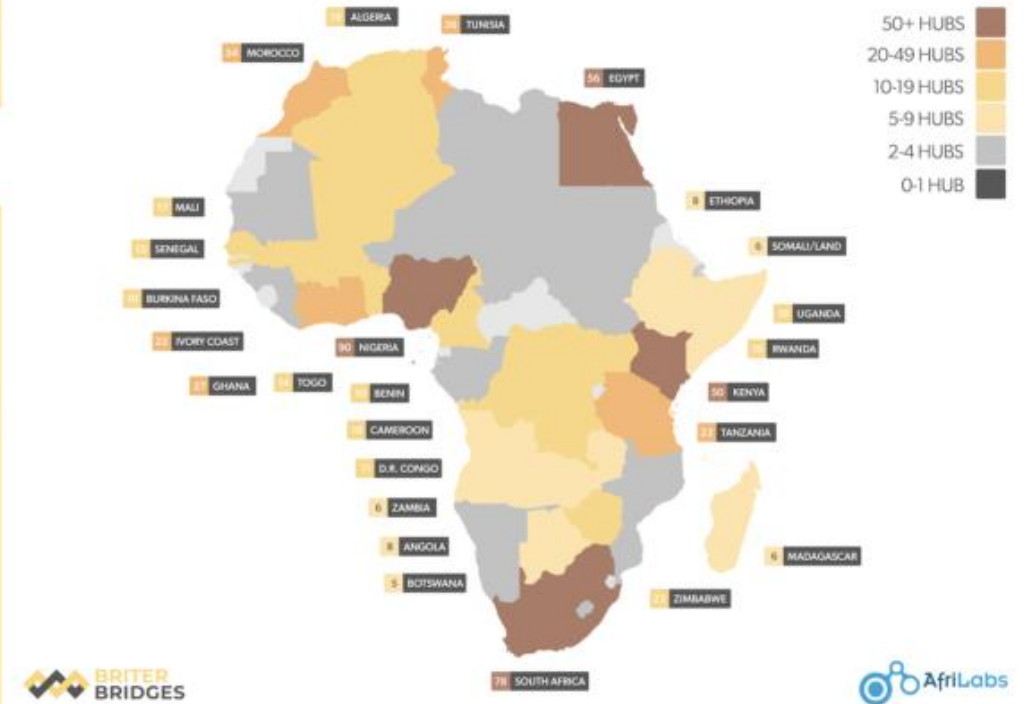 ALGERIA
TUNISIA
MOROCCO
56 EGYPT
50+ HUBS
20-49 HUBS
10-19 HUBS
5-9 HUBS
2-4 HUBS
0-1 HUB
MALI
8 ETHIOPIA
SENEGAL
6 SOMALI/LAND
BURKINA FASO
UGANDA
IVORY COAST
90 NIGERIA
RWANDA
GHANA
TOGO
BENIN
50 KENYA
CAMEROON
TANZANIA
D.R. CONGO
6 ZAMBIA
8 ANGOLA
6 MADAGASCAR
5 BOTSWANA
ZIMBABWE
78 SOUTH AFRICA
BRITER
BRIDGES
AfriLabs